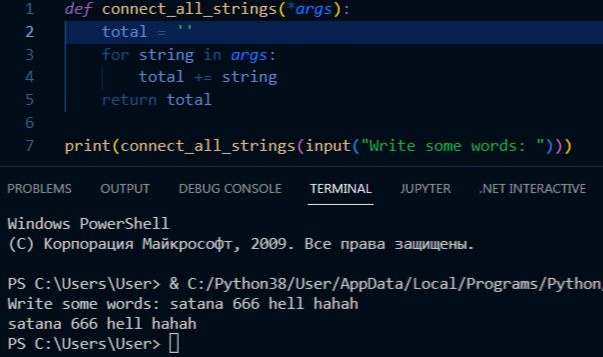 1 def connect_all_strings(*args):
2     total = ''
3     for string in args:
4         total += string
5     return total
6
7 print(connect_all_strings(input("Write some words: ")))
PROBLEMS OUTPUT DEBUG CONSOLE TERMINAL JUPYTER .NET INTERACTIVE
Windows PowerShell
(C) Корпорация Майкрософт, 2009. Все права защищены.
PS C:\Users\User> & C:/Python38/User/AppData/Local/Programs/Python/
Write some words: satana 666 hell hahah
satana 666 hell hahah
PS C:\Users\User>